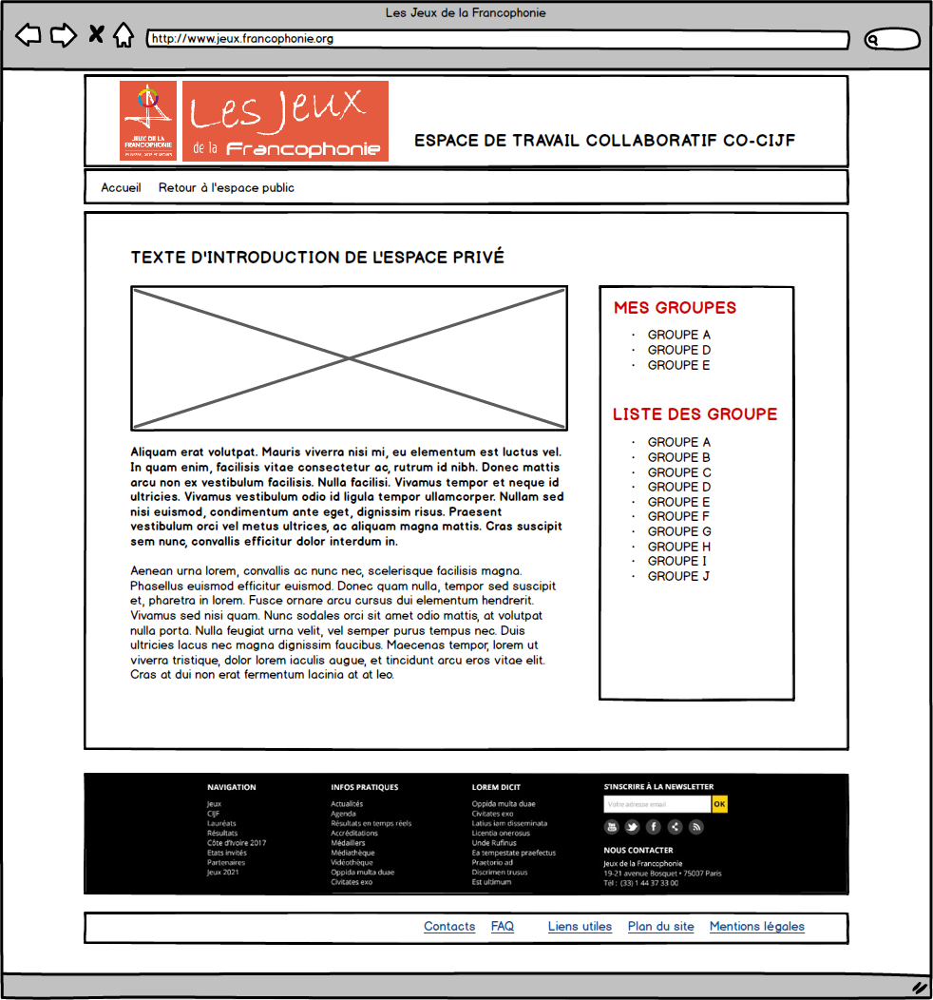 Les Jeux de la Francophonie
http://www.jeux.francophonie.org
JEUX DE LA
FRANCOPHONIE
Les Jeux
de la Francophonie
ESPACE DE TRAVAIL COLLABORATIF CO-CIJF
Accueil Retour à l'espace public
TEXTE D'INTRODUCTION DE L'ESPACE PRIVÉ
Aliquam erat volutpat. Mauris viverra nisi mi, eu elementum est luctus vel.
In quam enim, facilisis vitae consectetur ac, rutrum id nibh. Donec mattis
arcu non ex vestibulum facilisis. Nulla facilisi. Vivamus tempor et neque id
ultricies. Vivamus vestibulum odio id ligula tempor ullamcorper. Nullam sed
nisi euismod, condimentum ante eget, dignissim risus. Praesent
vestibulum orci vel metus ultrices, ac aliquam magna mattis. Cras suscipit
sem nunc, convallis efficitur dolor interdum in.
Aenean urna lorem, convallis ac nunc nec, scelerisque facilisis magna.
Phasellus euismod efficitur euismod. Donec quam nulla, tempor sed suscipit
et, pharetra in lorem. Fusce ornare arcu cursus dui elementum hendrerit.
Vivamus sed nisi quam. Nunc sodales orci sit amet odio mattis, at volutpat
nulla porta. Nulla feugiat urna velit, vel semper purus tempus nec. Duis
ultricies lacus nec magna dignissim faucibus. Maecenas tempor, lorem ut
viverra tristique, dolor lorem iaculis augue, et tincidunt arcu eros vitae elit.
Cras at dui non erat fermentum lacinia at at leo.
MES GROUPES
· GROUPE A
· GROUPE D
· GROUPE E
LISTE DES GROUPE
· GROUPE A
· GROUPE B
· GROUPE C
· GROUPE D
· GROUPE E
· GROUPE F
· GROUPE G
· GROUPE H
· GROUPE I
· GROUPE J
NAVIGATION
Jeux
CIJF
Lauréats
Résultats
Côte d'Ivoire 2017
Etats invités
Partenaires
Jeux 2021
INFOS PRATIQUES
Actualités
Agenda
Résultats en temps réels
Accréditations
Médaillers
Médiathèque
Vidéothèque
Oppida multa duae
Civitates exo
LOREM DICIT
Oppida multa duae
Civitates exo
Latius iam disseminata
Licentia onerosus
Unde Rufinus
Ea tempestate praefectus
Praetorio ad
Discrimen trusus
Est ultimum
S'INSCRIRE À LA NEWSLETTER
Votre adresse email OK
NOUS CONTACTER
Jeux de la Francophonie
19-21 avenue Bosquet • 75007 Paris
Tél : (33) 1 44 37 33 00
Contacts FAQ Liens utiles Plan du site Mentions légales